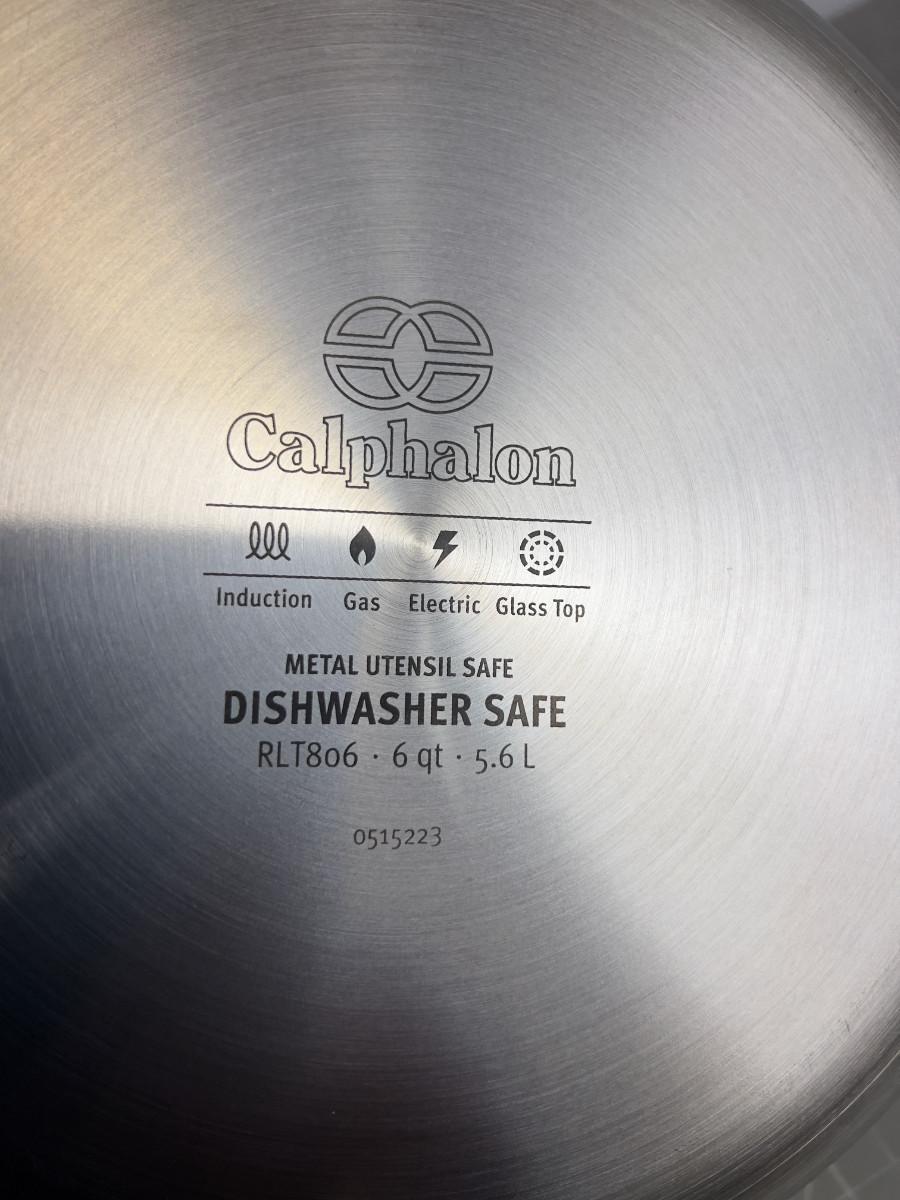 Calphalon
Induction Gas Electric Glass Top
METAL UTENSIL SAFE
DISHWASHER SAFE
RLT806 · 6 qt · 5.6 L
0515223